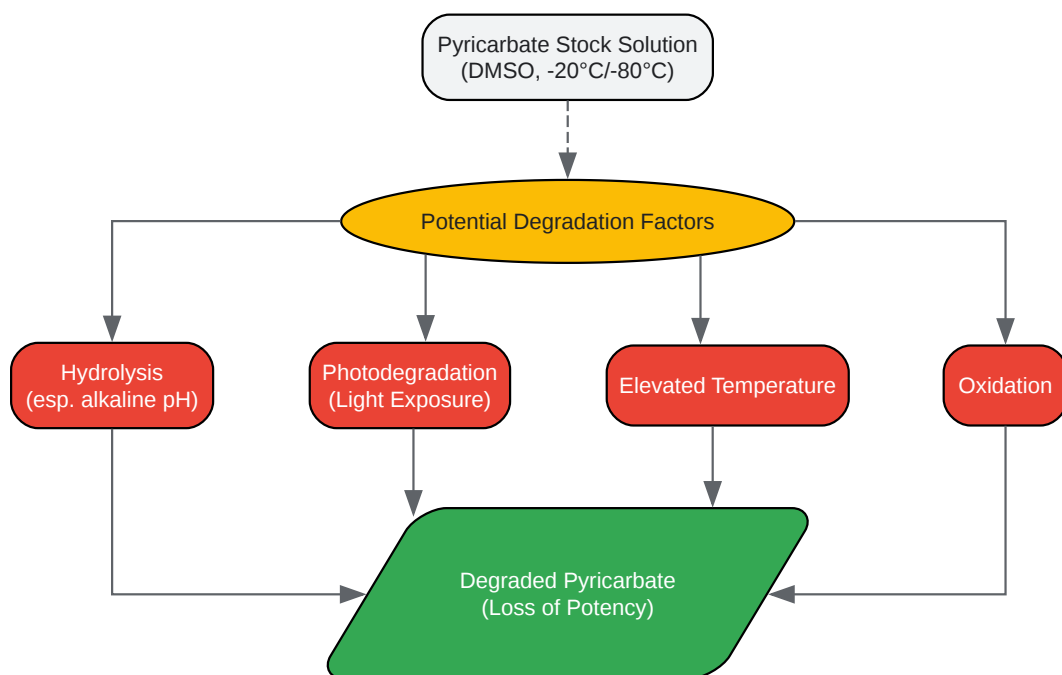 Pyricarbate Stock Solution
(DMSO, -20°C/-80°C)
Potential Degradation Factors
Hydrolysis
(esp. alkaline pH)
Photodegradation
(Light Exposure)
Elevated Temperature
Oxidation
Degraded Pyricarbate
(Loss of Potency)